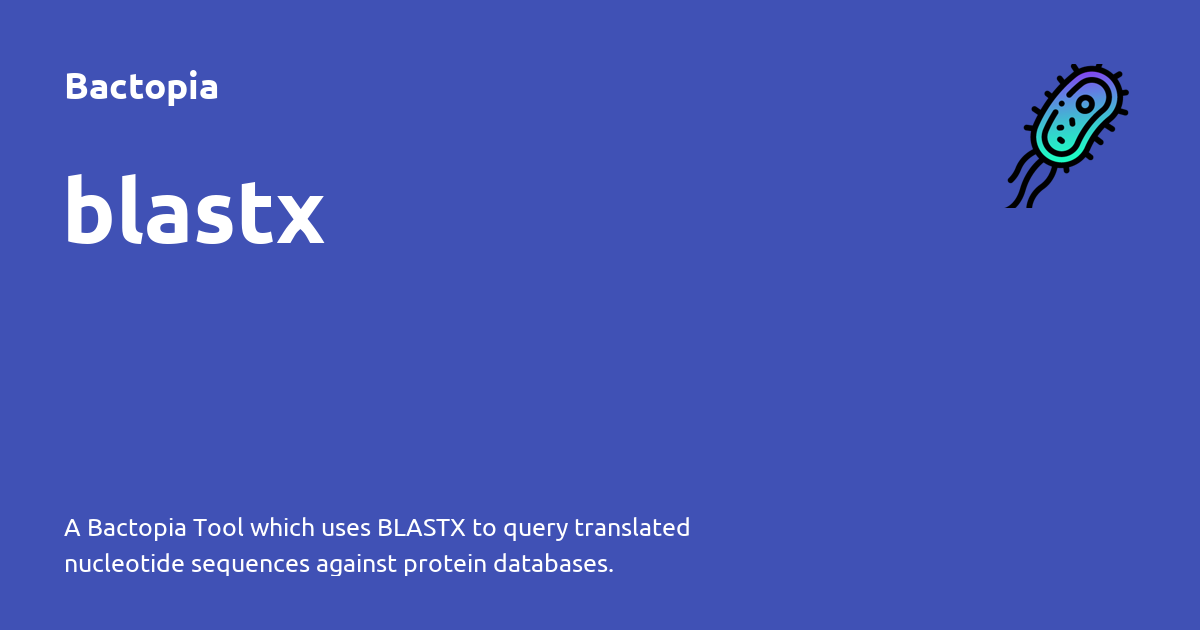 Bactopia
blastx
A Bactopia Tool which uses BLASTX to query translated
nucleotide sequences against protein databases.